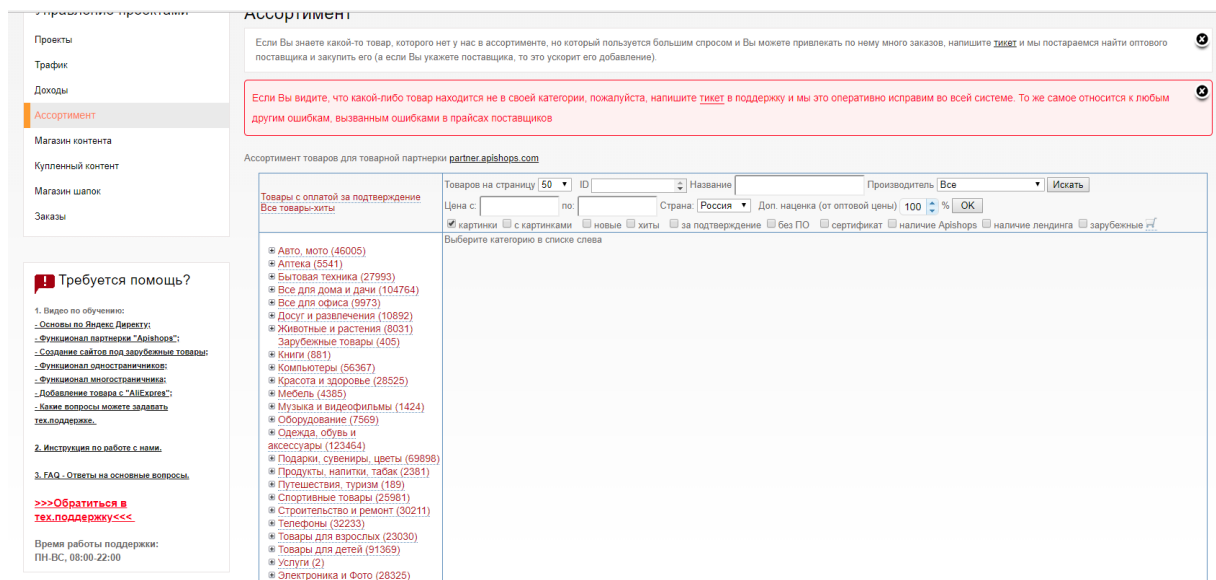 Управление проектами
Проекты
Трафик
Доходы
Ассортимент
Магазин контента
Купленный контент
Магазин шапок
Заказы
Требуется помощь?
1. Видео по обучению:
- Основы по Яндекс Директу;
- Функционал партнерки "Apishops";
- Создание сайтов под зарубежные товары;
- Функционал одностраничников;
- Функционал многостраничника;
- Добавление товара с "AliExpres";
- Какие вопросы можете задавать
тех.поддержке.
2. Инструкция по работе с нами.
3. FAQ - Ответы на основные вопросы.
>>>Обратиться в
тех.поддержку<<<
Время работы поддержки:
ПН-ВС, 08:00-22:00
Ассортимент
Если Вы знаете какой-то товар, которого нет у нас в ассортименте, но который пользуется большим спросом и Вы можете привлекать по нему много заказов, напишите тикет и мы постараемся найти оптового
поставщика и закупить его (а если Вы укажете поставщика, то это ускорит его добавление).
Если Вы видите, что какой-либо товар находится не в своей категории, пожалуйста, напишите тикет в поддержку и мы это оперативно исправим во всей системе. То же самое относится к любым
другим ошибкам, вызванным ошибками в прайсах поставщиков
Ассортимент товаров для товарной партнерки partner.apishops.com
Товары с оплатой за подтверждение
Все товары-хиты
Товаров на страницу 50 ID Название Производитель Все Искать
Цена с: по: Страна: Россия Доп. наценка (от оптовой цены) 100 % OK
картинки с картинками новые хиты за подтверждение без ПО сертификат наличие Apishops наличие лендинга зарубежные
Выберите категорию в списке слева
Авто, мото (46005)
Аптека (5541)
Бытовая техника (27993)
Все для дома и дачи (104764)
Все для офиса (9973)
Досуг и развлечения (10892)
Животные и растения (8031)
Зарубежные товары (405)
Книги (881)
Компьютеры (56367)
Красота и здоровье (28525)
Мебель (4385)
Музыка и видеофильмы (1424)
Оборудование (7569)
Одежда, обувь и
аксессуары (123464)
Подарки, сувениры, цветы (69898)
Продукты, напитки, табак (2381)
Путешествия, туризм (189)
Спортивные товары (25981)
Строительство и ремонт (30211)
Телефоны (32233)
Товары для взрослых (23030)
Товары для детей (91369)
Услуги (2)
Электроника и Фото (28325)